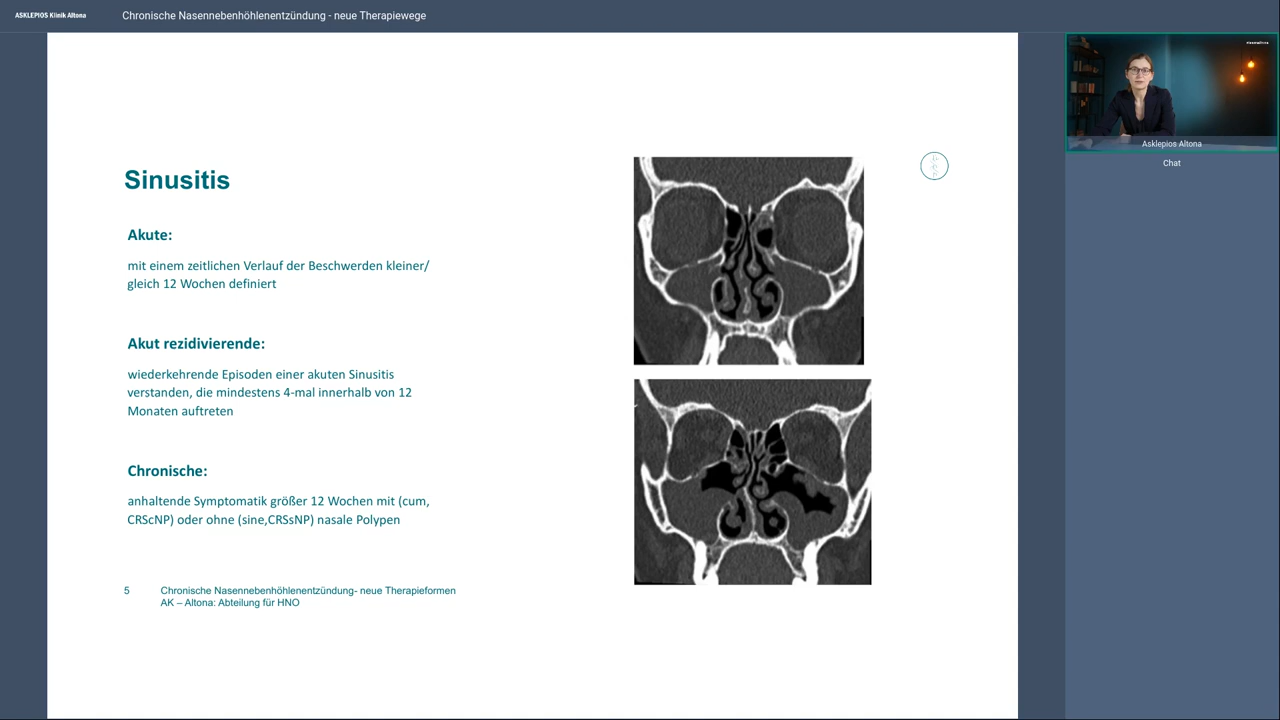 ASKLEPIOS Klinik Altona
Chronische Nasennebenhöhlenentzündung - neue Therapiewege
Sinusitis
Akute:
mit einem zeitlichen Verlauf der Beschwerden kleiner/
gleich 12 Wochen definiert
Akut rezidivierende:
wiederkehrende Episoden einer akuten Sinusitis
verstanden, die mindestens 4-mal innerhalb von 12
Monaten auftreten
Chronische:
anhaltende Symptomatik größer 12 Wochen mit (cum,
CRScNP) oder ohne (sine,CRSsNP) nasale Polypen
5
Chronische Nasennebenhöhlenentzündung- neue Therapieformen
AK – Altona: Abteilung für HNO
Asklepios Altona
Chat